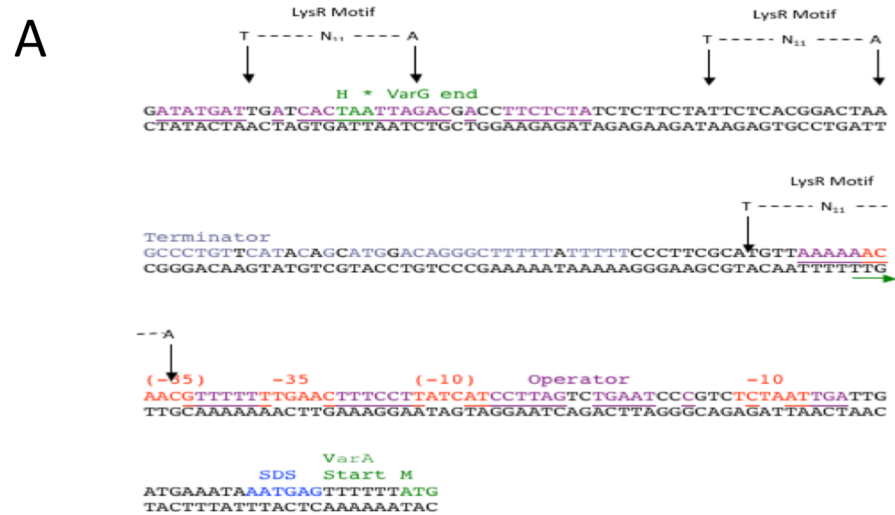 A
LysR Motif LysR Motif
T ----- N₁₁ ---- A T ----- N₁₁ ---- A
H * VarG end
GATATGATTGATCACTAATTAGACGACCTTCTCTATCTCTTCTATTCTCACGGACTAA
CTATACTAACTAGTGATTAATCTGCTGGAAGAGATAGAGAAGATAAGAGTGCCTGATT
LysR Motif
T ----- N₁₁ ---
Terminator
GCCCTGTTCATACAGCATGGACAGGGCTTTTTATTTTTCCCTTCGCATGTTAAAAAAC
CGGGACAAGTATGTCGTACCTGTCCCGAAAAATAAAAAGGGAAGCGTACAATTTTTTG
---A
(-35) -35 (-10) Operator -10
AACGTTTTTTTGAACTTTCCTTATCATCCTTAGTCTGAATCCCGTCTCTAATTGATTG
TTGCAAAAAAACTTGAAAGGAATAGTAGGAATCAGACTTAGGGCAGAGATTAACTAAC
VarA
SDS Start M
ATGAAATAAATGAGTTTTTTATG
TACTTTATTTACTCAAAAAATAC